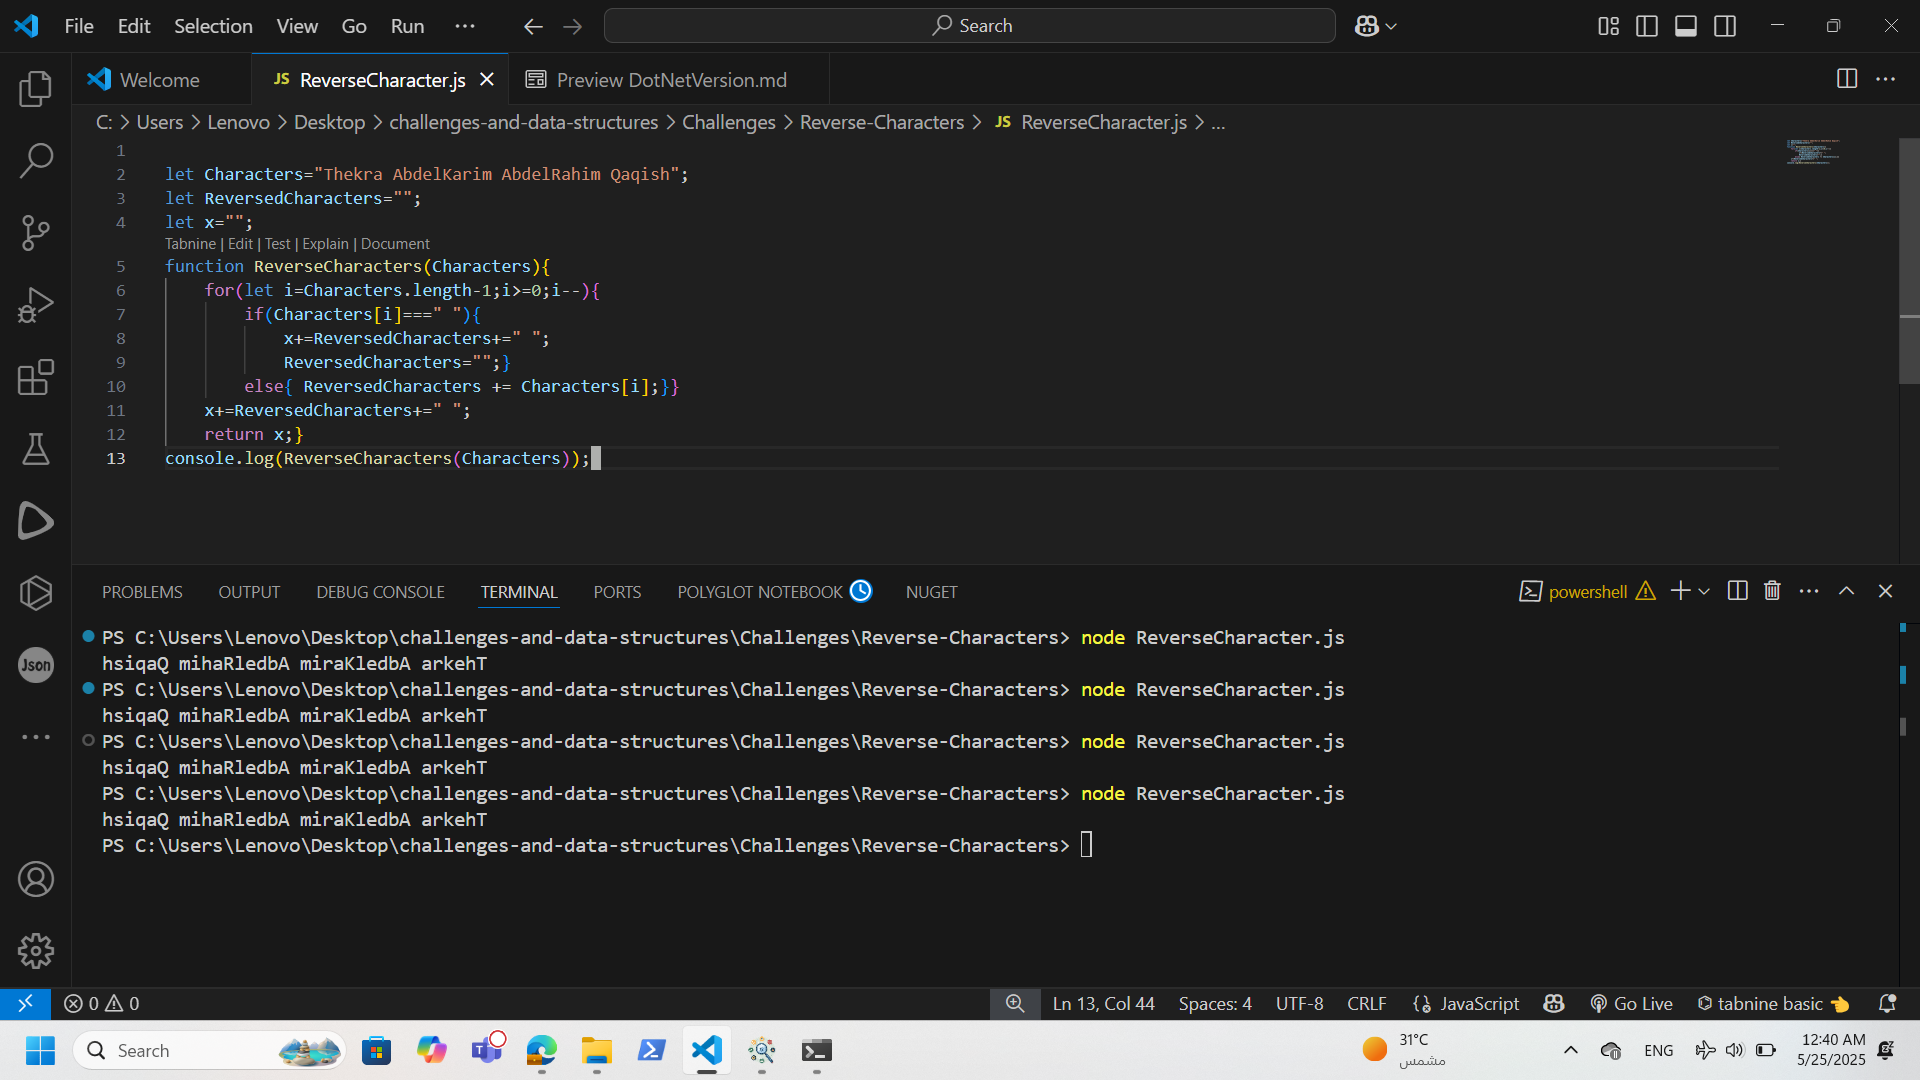 File Edit Selection View Go Run ··· Search
Welcome JS ReverseCharacter.js Preview DotNetVersion.md
C: > Users > Lenovo > Desktop > challenges-and-data-structures > Challenges > Reverse-Characters > JS ReverseCharacter.js > ...
1
2 let Characters="Thekra AbdelKarim AbdelRahim Qaqish";
3 let ReversedCharacters="";
4 let x="";
Tabnine | Edit | Test | Explain | Document
5 function ReverseCharacters(Characters){
6 for(let i=Characters.length-1;i>=0;i--){
7 if(Characters[i]===" "){
8 x+=ReversedCharacters+=" ";
9 ReversedCharacters="";}
10 else{ ReversedCharacters += Characters[i];}}
11 x+=ReversedCharacters+=" ";
12 return x;}
13 console.log(ReverseCharacters(Characters));
PROBLEMS OUTPUT DEBUG CONSOLE TERMINAL PORTS POLYGLOT NOTEBOOK NUGET powershell
PS C:\Users\Lenovo\Desktop\challenges-and-data-structures\Challenges\Reverse-Characters> node ReverseCharacter.js
hsiqaQ mihaRledbA miraKledbA arkehT
PS C:\Users\Lenovo\Desktop\challenges-and-data-structures\Challenges\Reverse-Characters> node ReverseCharacter.js
hsiqaQ mihaRledbA miraKledbA arkehT
PS C:\Users\Lenovo\Desktop\challenges-and-data-structures\Challenges\Reverse-Characters> node ReverseCharacter.js
hsiqaQ mihaRledbA miraKledbA arkehT
PS C:\Users\Lenovo\Desktop\challenges-and-data-structures\Challenges\Reverse-Characters> node ReverseCharacter.js
hsiqaQ mihaRledbA miraKledbA arkehT
PS C:\Users\Lenovo\Desktop\challenges-and-data-structures\Challenges\Reverse-Characters>
Json
0 0 Ln 13, Col 44 Spaces: 4 UTF-8 CRLF JavaScript Go Live tabnine basic
Search 31°C ENG 12:40 AM
مشمس 5/25/2025